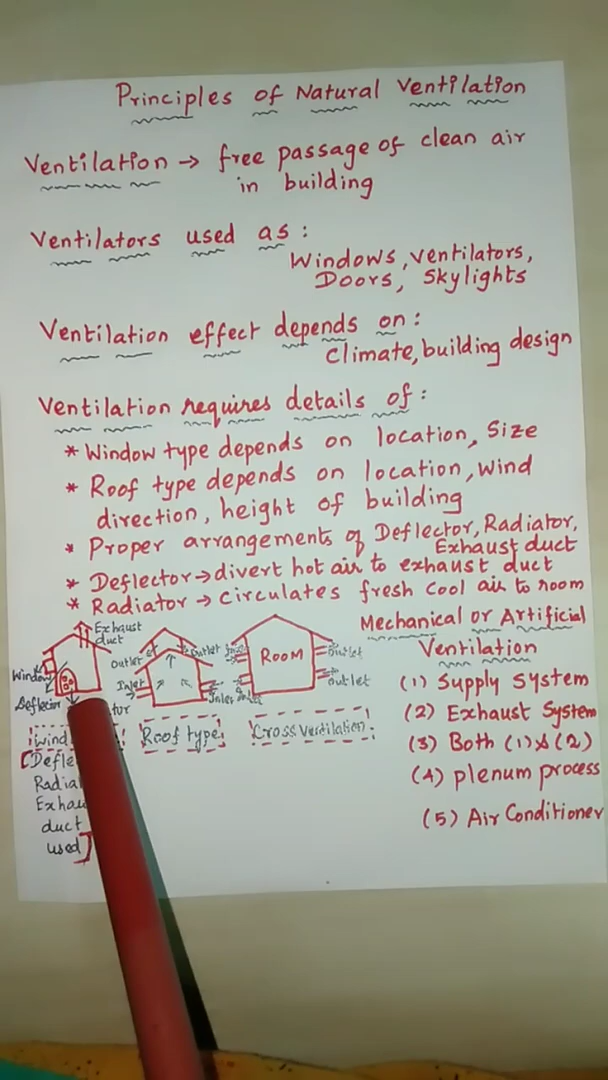 Principles of Natural Ventilation
Ventilation → free passage of clean air
in building
Ventilators used as :
Windows, ventilators,
Doors, Skylights
Ventilation effect depends on :
Climate, building design
Ventilation requires details of :
* Window type depends on location, Size
* Roof type depends on location, wind
direction, height of building
* Proper arrangements of Deflector, Radiator,
Exhaust duct
* Deflector → divert hot air to exhaust duct
* Radiator → circulates fresh cool air to room
Exhaust
duct
Window
Deflector
Outlet
Outlet
Inlet
Inlet
ROOM
Inlet
outlet
outlet
Roof type
Cross ventilation
duct
used]
Mechanical or Artificial
Ventilation
(1) Supply System
(2) Exhaust System
(3) Both (1) & (2)
(4) plenum process
(5) Air Conditioner